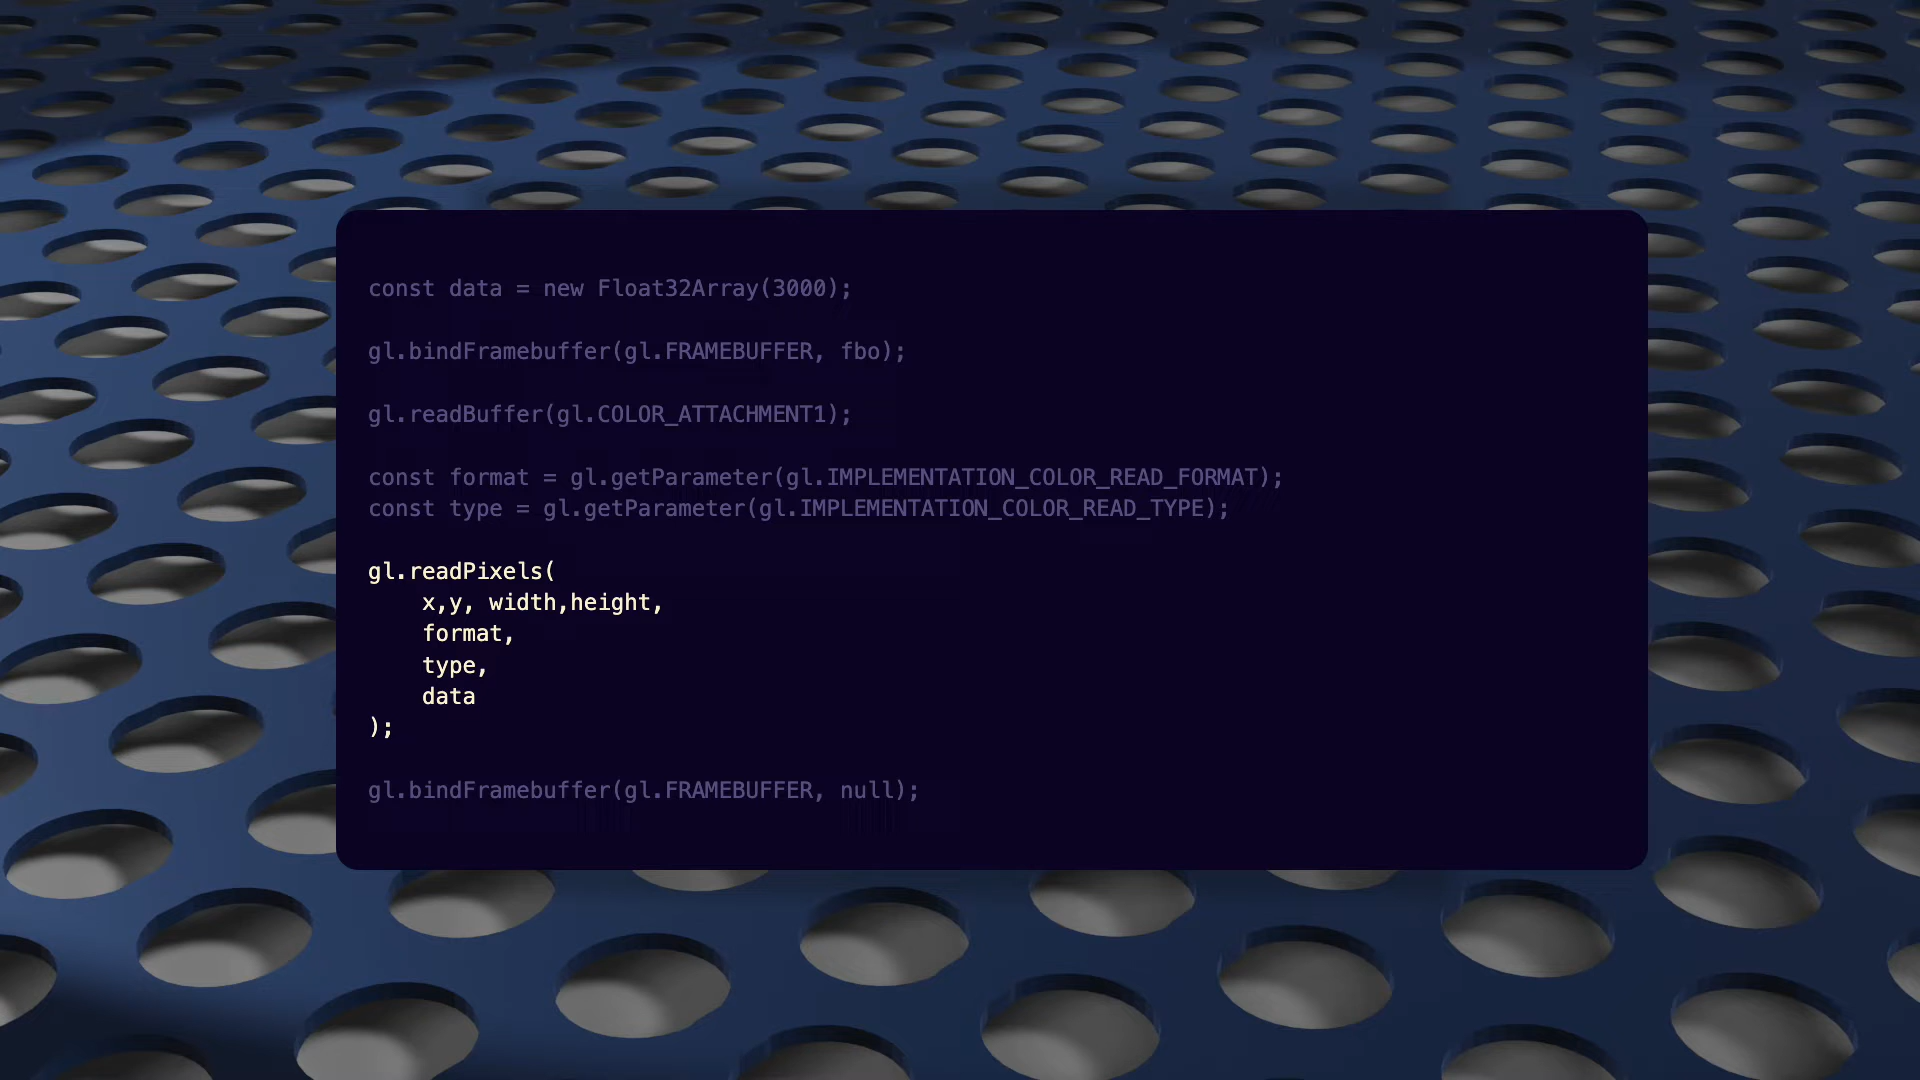 const data = new Float32Array(3000);
gl.bindFramebuffer(gl.FRAMEBUFFER, fbo);
gl.readBuffer(gl.COLOR_ATTACHMENT1);
const format = gl.getParameter(gl.IMPLEMENTATION_COLOR_READ_FORMAT);
const type = gl.getParameter(gl.IMPLEMENTATION_COLOR_READ_TYPE);
gl.readPixels(
    x,y, width,height,
    format,
    type,
    data
);
gl.bindFramebuffer(gl.FRAMEBUFFER, null);